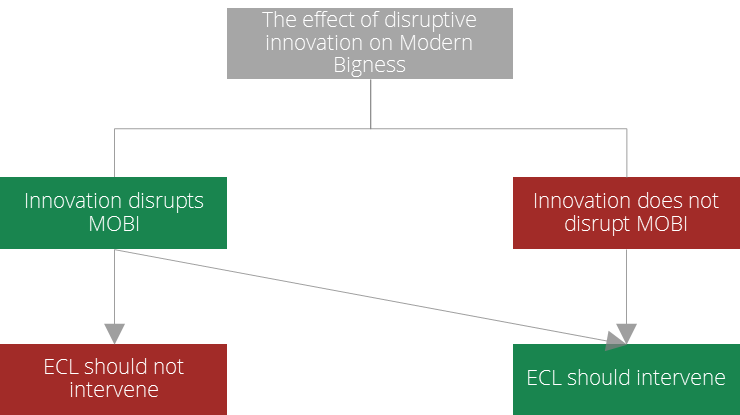 The effect of disruptive
innovation on Modern
Bigness
Innovation disrupts
MOBI
Innovation does not
disrupt MOBI
ECL should not
intervene
ECL should intervene